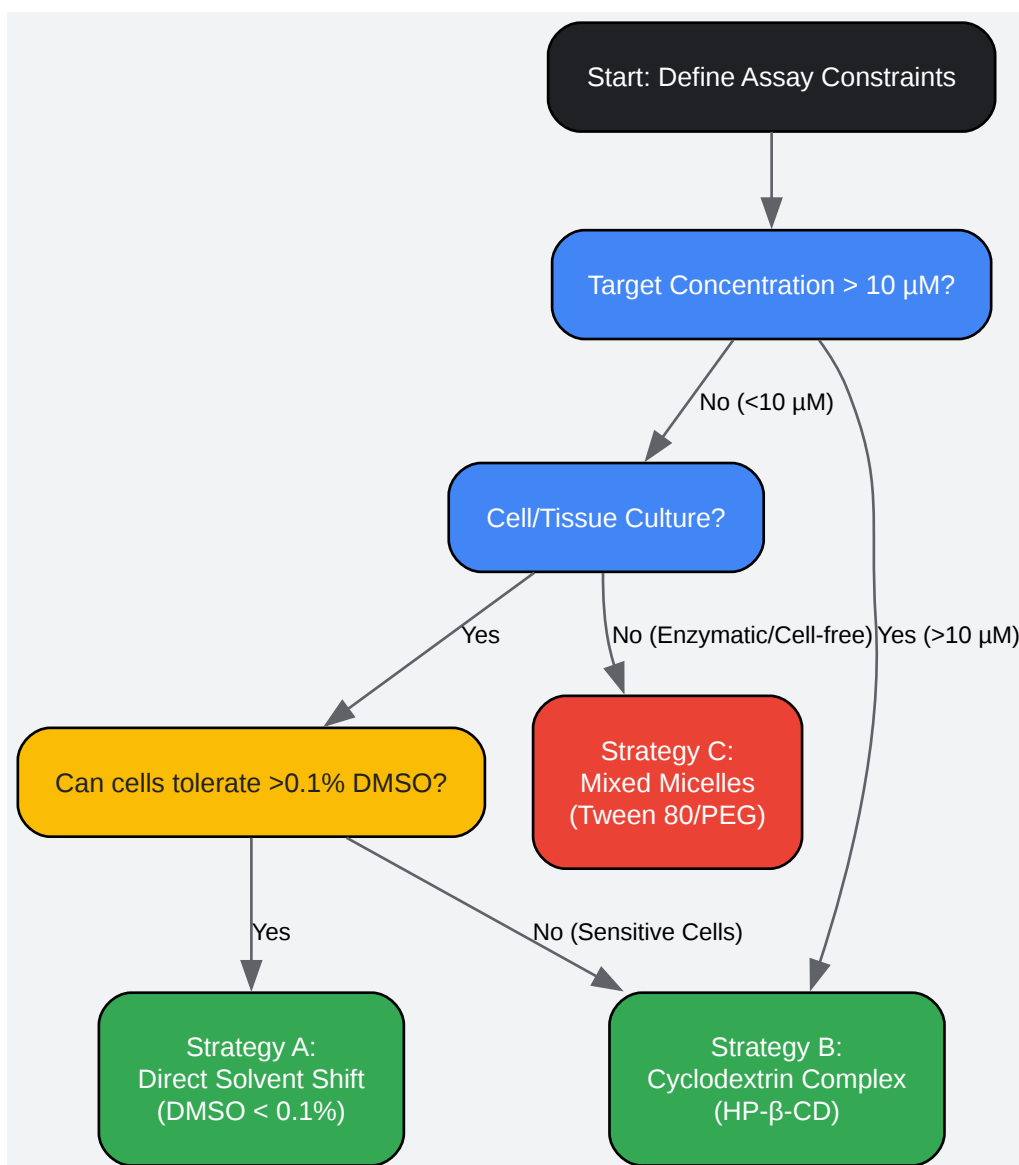 Start: Define Assay Constraints
Target Concentration > 10 µM?
No (<10 µM)
Cell/Tissue Culture?
Yes
No (Enzymatic/Cell-free)
Yes (>10 µM)
Can cells tolerate >0.1% DMSO?
Strategy C:
Mixed Micelles
(Tween 80/PEG)
Yes
No (Sensitive Cells)
Strategy A:
Direct Solvent Shift
(DMSO < 0.1%)
Strategy B:
Cyclodextrin Complex
(HP-β-CD)